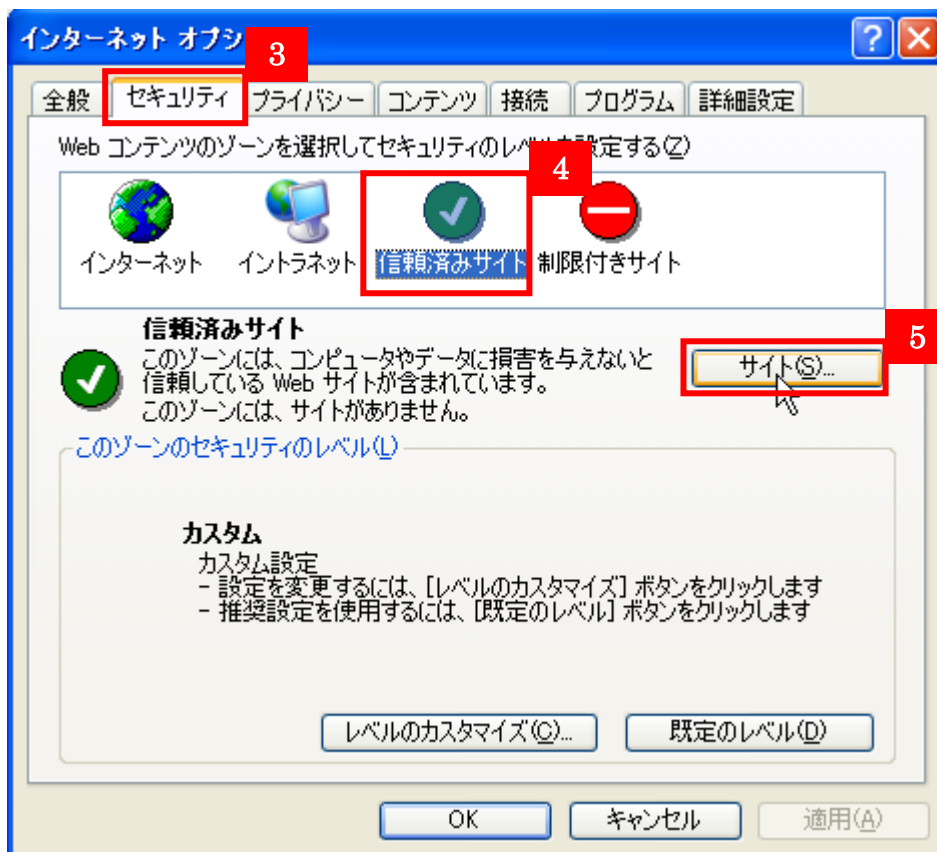 インターネット オプシ
3
全般 セキュリティ プライバシー コンテンツ 接続 プログラム 詳細設定
Web コンテンツのゾーンを選択してセキュリティのレベルを設定する(Z)
4
インターネット イントラネット 信頼済みサイト 制限付きサイト
信頼済みサイト
5
このゾーンには、コンピュータやデータに損害を与えないと
信頼している Web サイトが含まれています。
このゾーンには、サイトがありません。
サイト(S)...
このゾーンのセキュリティのレベル(L)
カスタム
カスタム設定
- 設定を変更するには、[レベルのカスタマイズ] ボタンをクリックします
- 推奨設定を使用するには、[既定のレベル] ボタンをクリックします
レベルのカスタマイズ(C)... 既定のレベル(D)
OK キャンセル 適用(A)